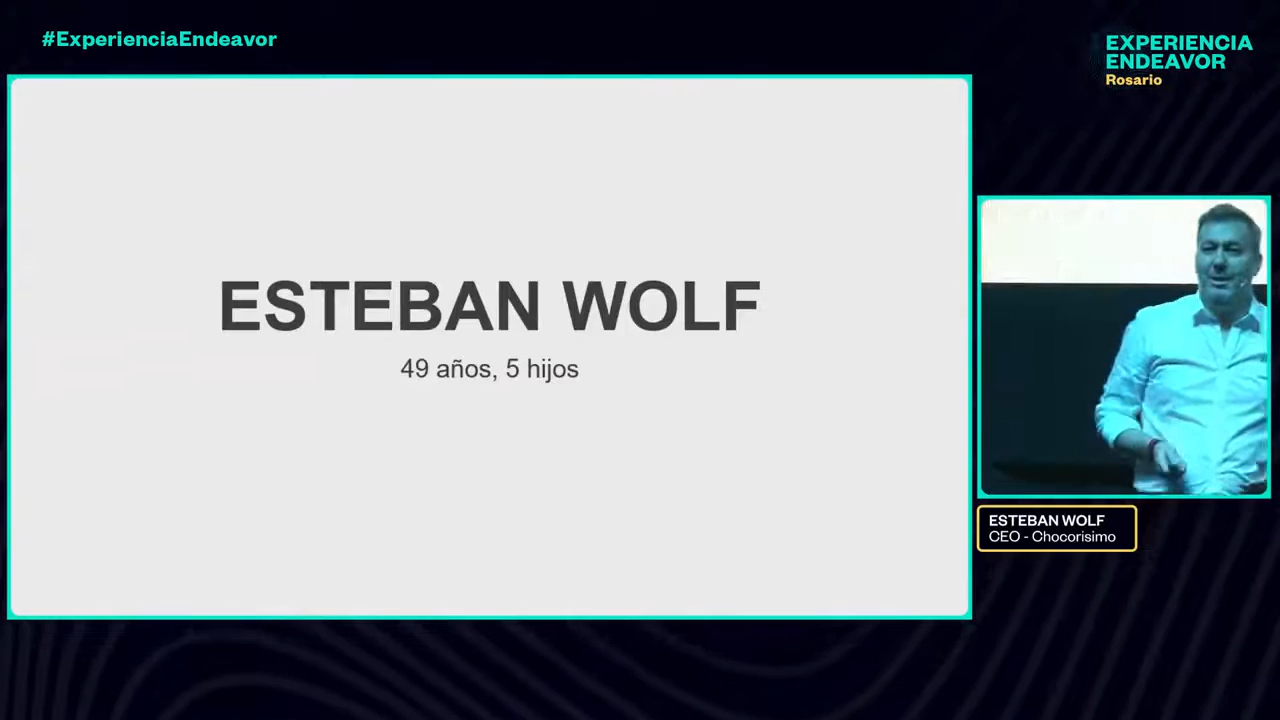 #ExperienciaEndeavor
EXPERIENCIA
ENDEAVOR
Rosario
ESTEBAN WOLF
49 años, 5 hijos
ESTEBAN WOLF
CEO - Chocorisimo